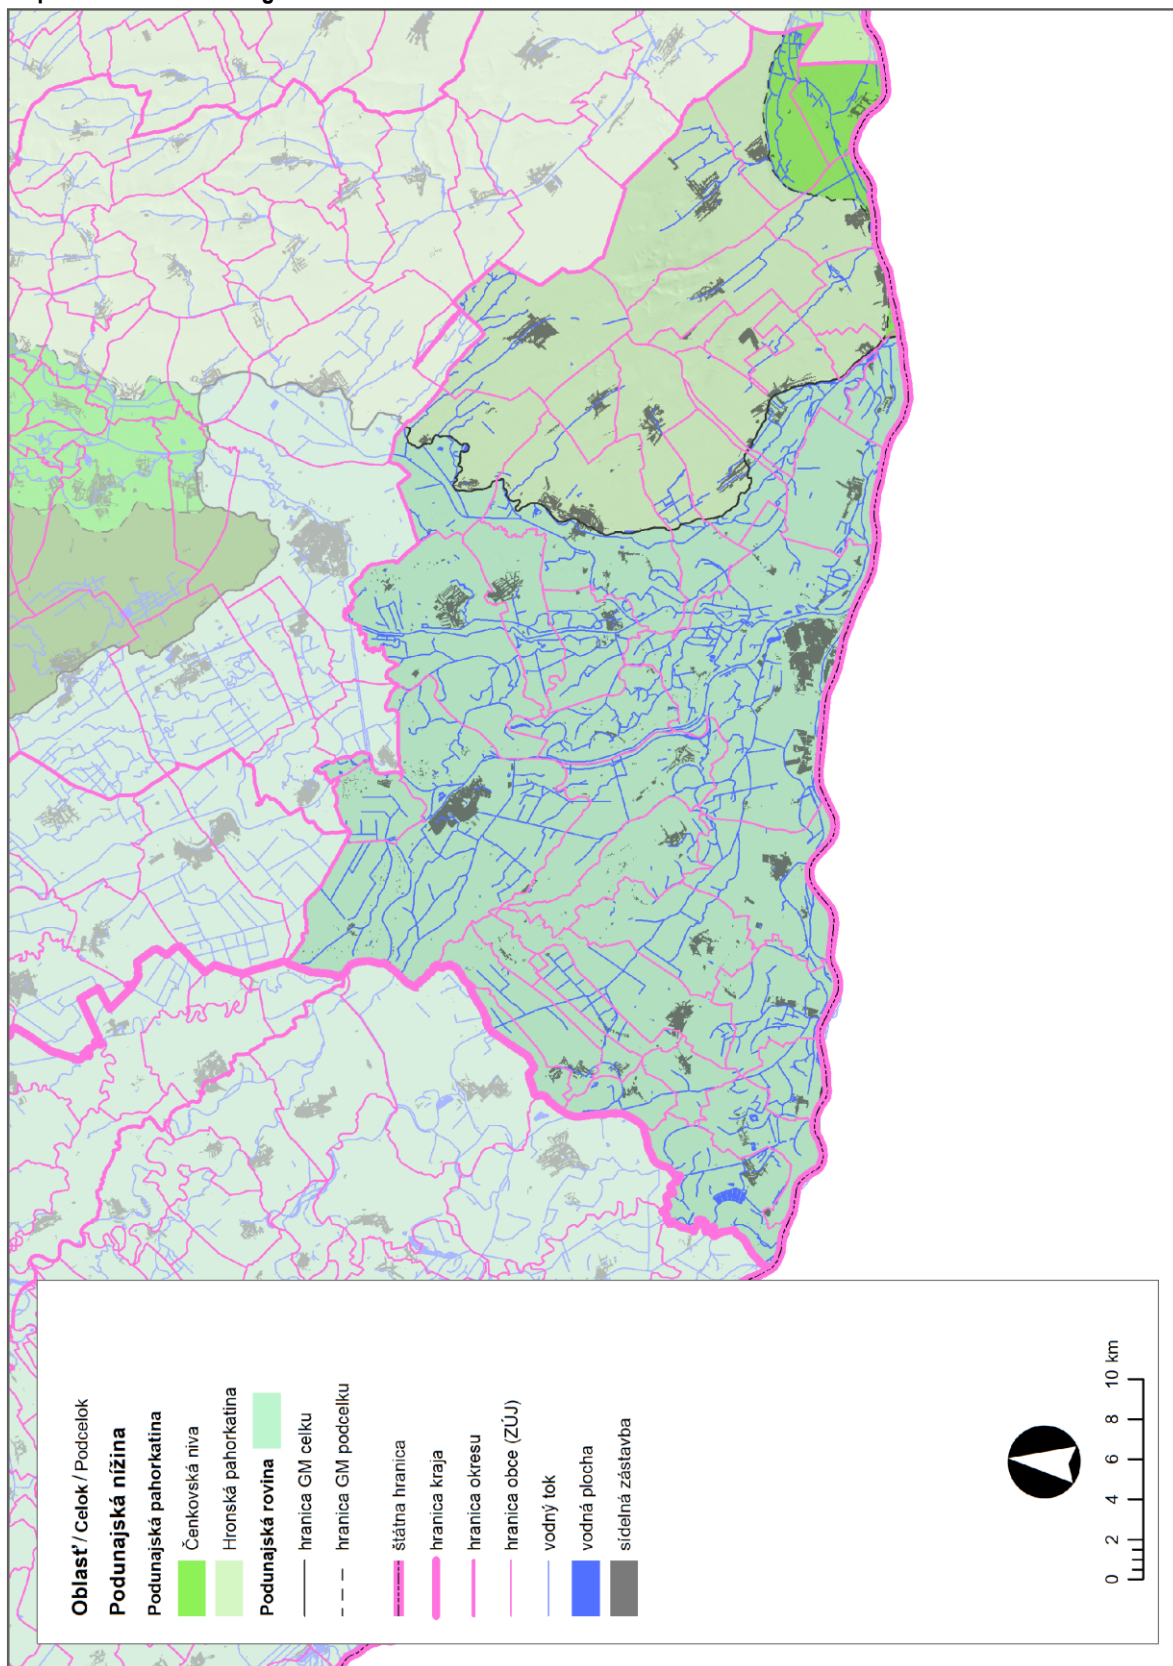 Oblasť / Celok / Podcelok
Podunajská nížina
Podunajská pahorkatina
Čenkovská niva
Hronská pahorkatina
Podunajská rovina
hranica GM celku
hranica GM podcelku
štátna hranica
hranica kraja
hranica okresu
hranica obce (ZÚJ)
vodný tok
vodná plocha
sídelná zástavba
0 2 4 6 8 10 km